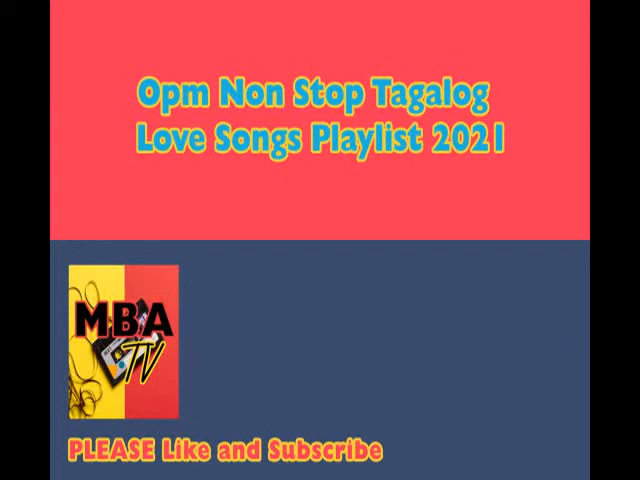 Opm Non Stop Tagalog
Love Songs Playlist 2021
MBA
TV
PLEASE Like and Subscribe